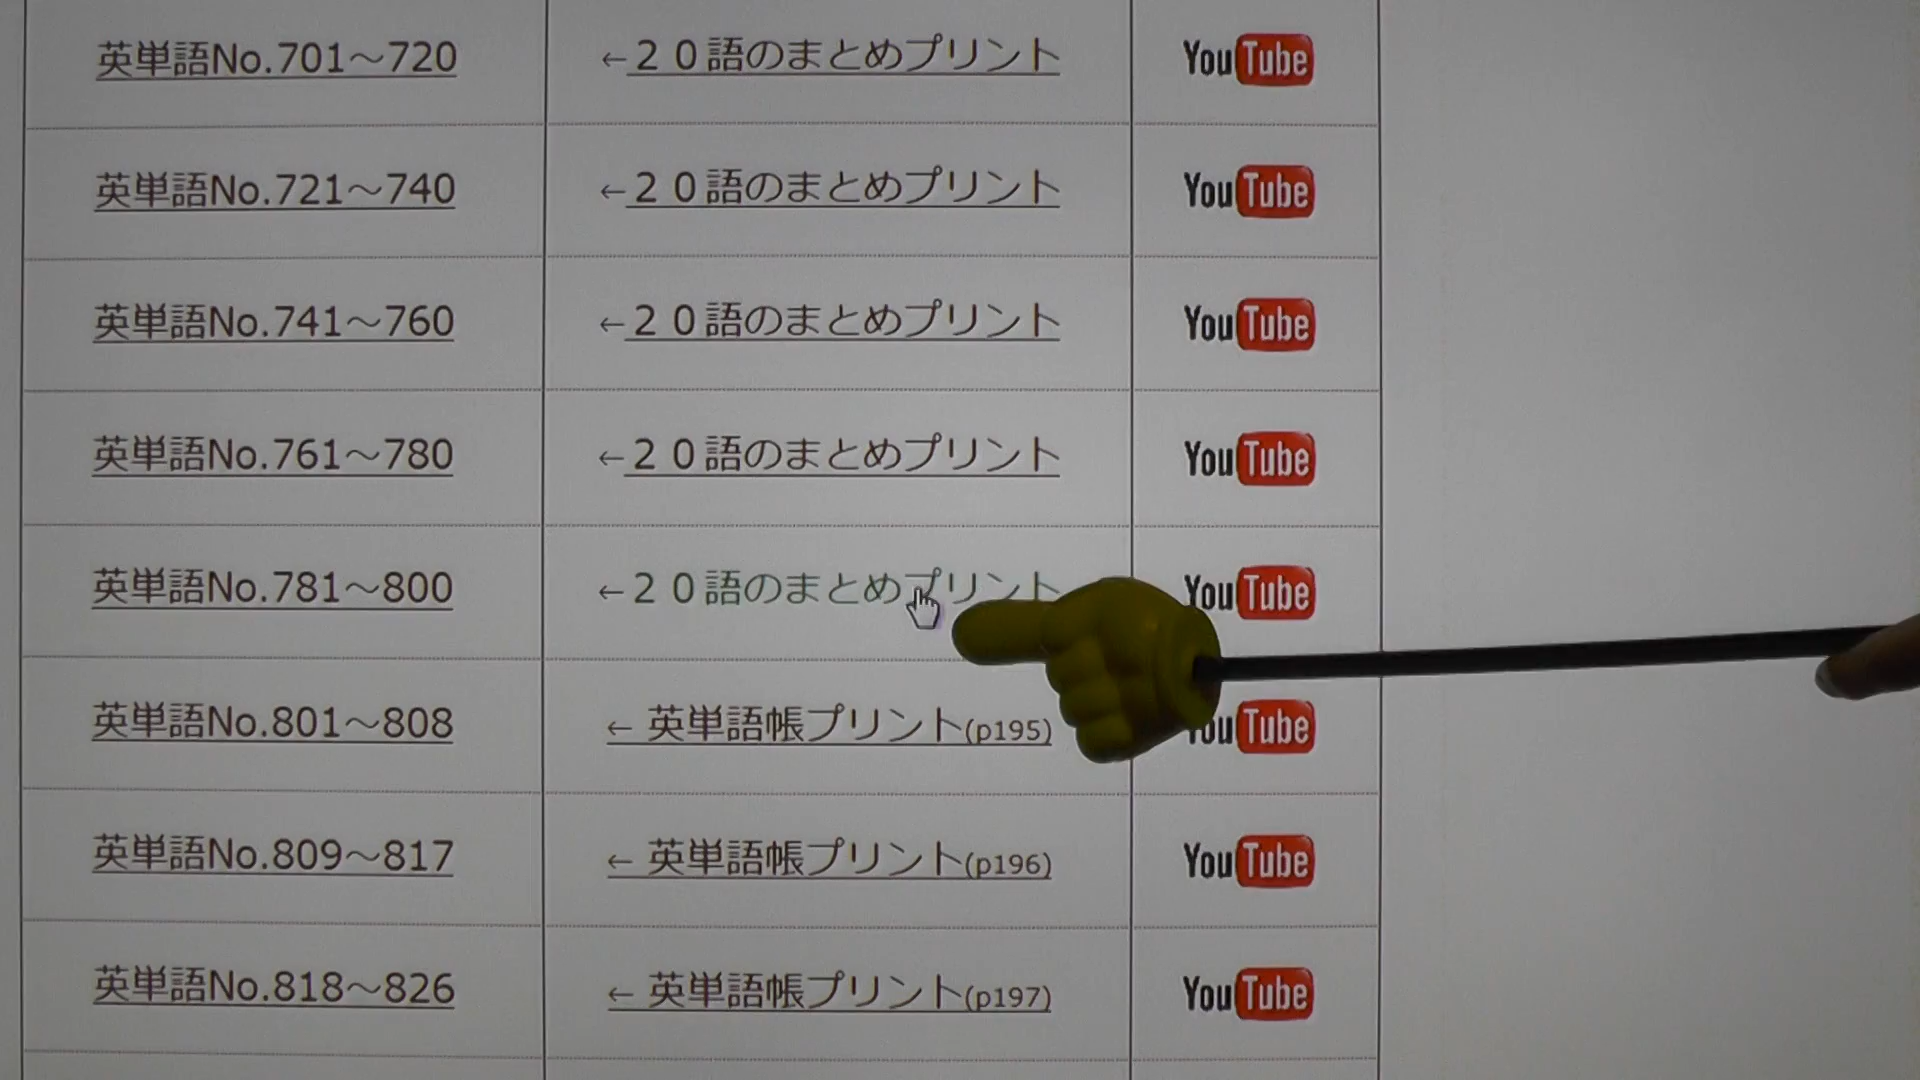 英単語No.701～720 ←２０語のまとめプリント YouTube
英単語No.721～740 ←２０語のまとめプリント YouTube
英単語No.741～760 ←２０語のまとめプリント YouTube
英単語No.761～780 ←２０語のまとめプリント YouTube
英単語No.781～800 ←２０語のまとめプリント YouTube
英単語No.801～808 ← 英単語帳プリント(p195) YouTube
英単語No.809～817 ← 英単語帳プリント(p196) YouTube
英単語No.818～826 ← 英単語帳プリント(p197) YouTube